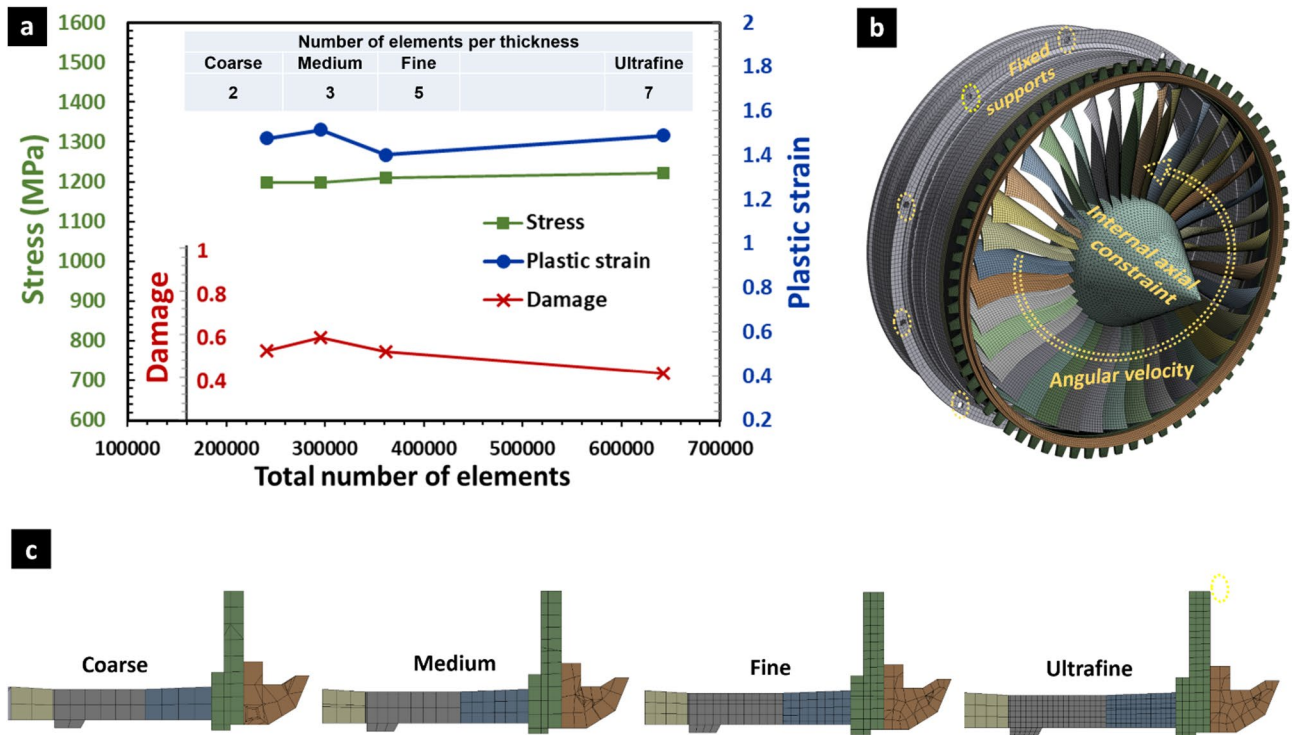 a
1600
1500
1400
1300
1200
1100
1000
900
800
700
600
Stress (MPa)
Number of elements per thickness
Coarse Medium Fine Ultrafine
2 3 5 7
Stress
Plastic strain
Damage
Damage
1
0.8
0.6
0.4
2
1.8
1.6
1.4
1.2
1
0.8
0.6
0.4
0.2
Plastic strain
100000 200000 300000 400000 500000 600000 700000
Total number of elements
b
Fixed
supports
Internal axial
constraint
Angular velocity
c
Coarse Medium Fine Ultrafine